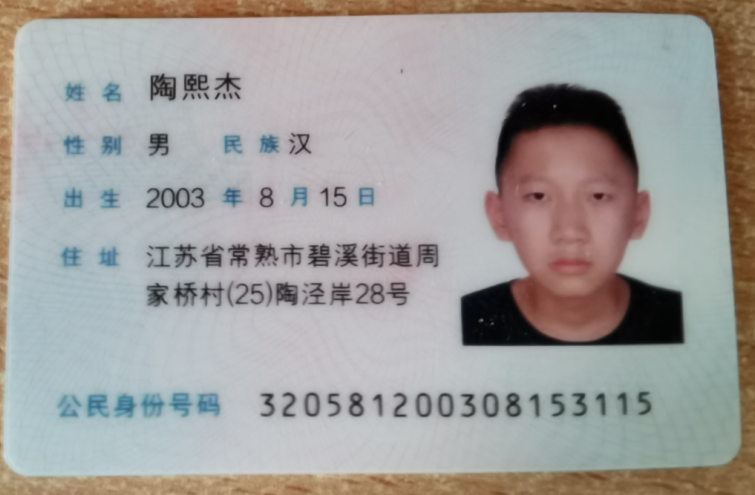 姓名 陶熙杰
性别 男 民族 汉
出生 2003 年 8 月 15 日
住址 江苏省常熟市碧溪街道周
家桥村(25)陶泾岸28号
公民身份号码 320581200308153115